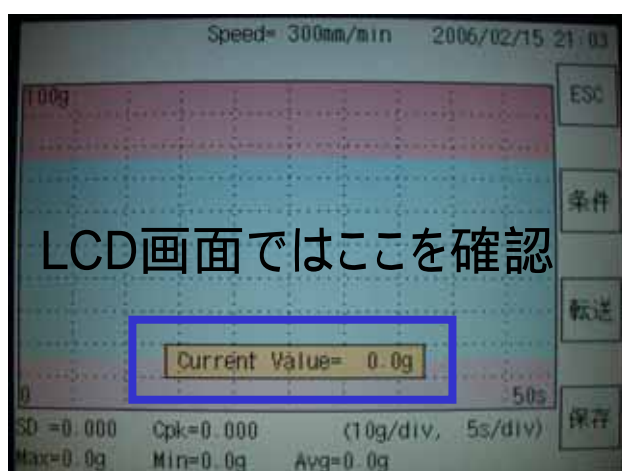 Speed= 300mm/min 2006/02/15 21:03
100g
ESC
条件
LCD画面ではここを確認
転送
Current Value= 0.0g
0 50s
保存
SD =0.000 Cpk=0.000 (10g/div, 5s/div)
Max=0.0g Min=0.0g Avg=0.0g